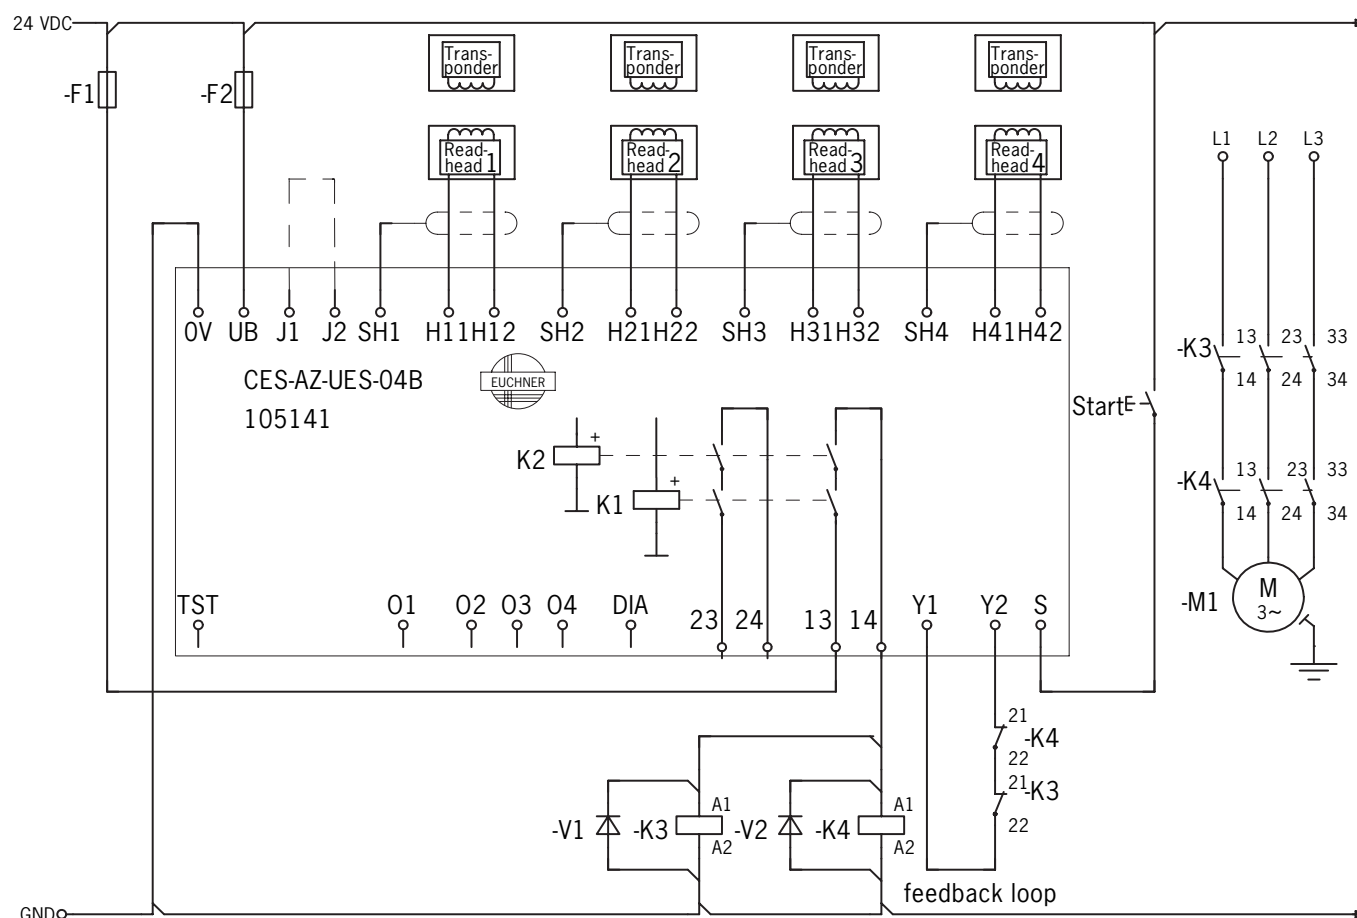 24 VDC
-F1
-F2
Trans-
ponder
Trans-
ponder
Trans-
ponder
Trans-
ponder
Read-
head 1
Read-
head 2
Read-
head 3
Read-
head 4
L1 L2 L3
0V UB J1 J2 SH1 H11 H12 SH2 H21 H22 SH3 H31 H32 SH4 H41 H42
CES-AZ-UES-04B
105141
EUCHNER
K2
+
K1
+
Start
E
-K3
13 23 33
14 24 34
-K4
13 23 33
14 24 34
-M1
M
3~
TST O1 O2 O3 O4 DIA 23 24 13 14 Y1 Y2 S
21
-K4
22
21
-K3
22
-V1
-K3
A1
A2
-V2
-K4
A1
A2
feedback loop
GND